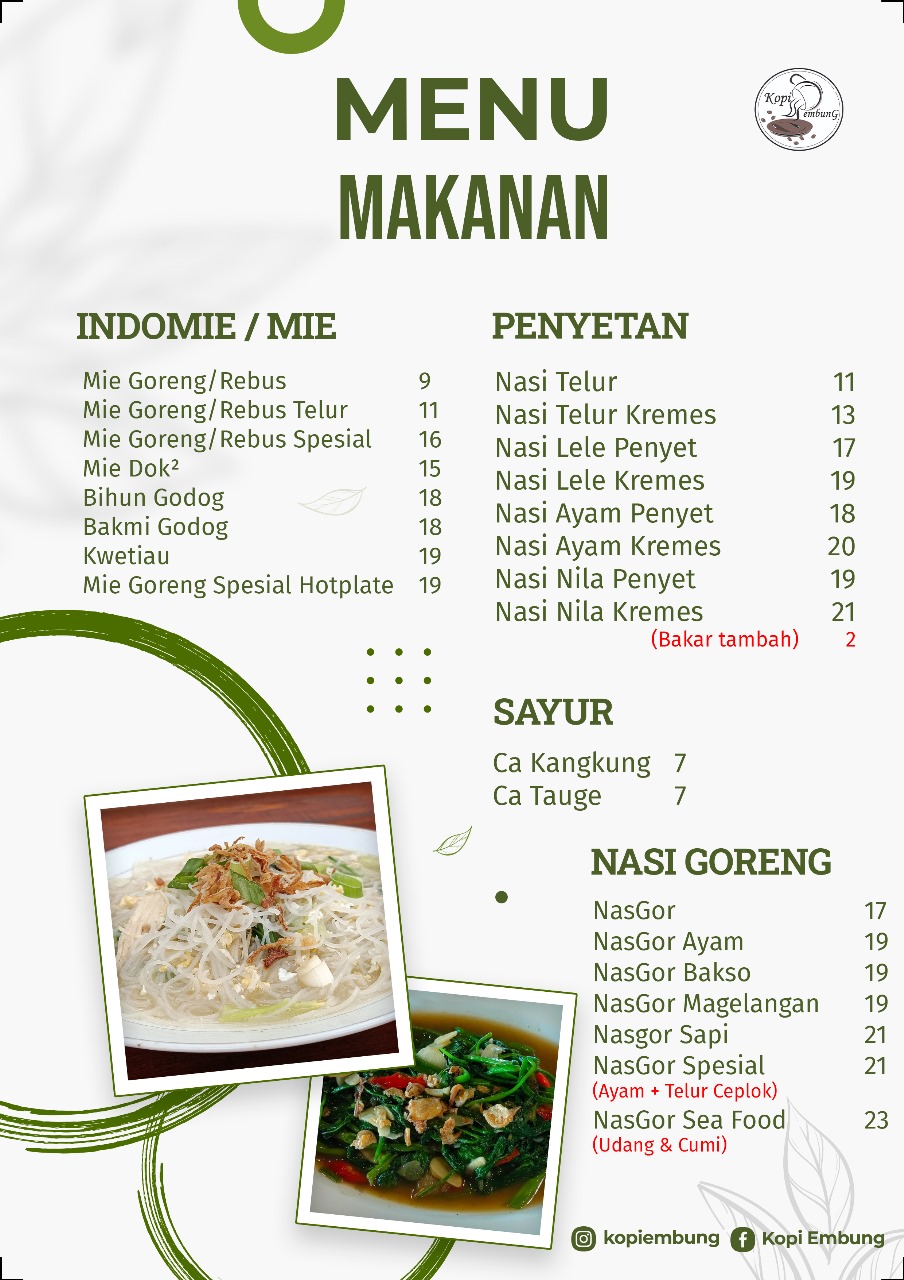 MENU
MAKANAN
Kopi
embunG
INDOMIE / MIE
Mie Goreng/Rebus 9
Mie Goreng/Rebus Telur 11
Mie Goreng/Rebus Spesial 16
Mie Dok² 15
Bihun Godog 18
Bakmi Godog 18
Kwetiau 19
Mie Goreng Spesial Hotplate 19
PENYETAN
Nasi Telur 11
Nasi Telur Kremes 13
Nasi Lele Penyet 17
Nasi Lele Kremes 19
Nasi Ayam Penyet 18
Nasi Ayam Kremes 20
Nasi Nila Penyet 19
Nasi Nila Kremes 21
(Bakar tambah) 2
SAYUR
Ca Kangkung 7
Ca Tauge 7
NASI GORENG
NasGor 17
NasGor Ayam 19
NasGor Bakso 19
NasGor Magelangan 19
Nasgor Sapi 21
NasGor Spesial 21
(Ayam + Telur Ceplok)
NasGor Sea Food 23
(Udang & Cumi)
kopiembung Kopi Embung